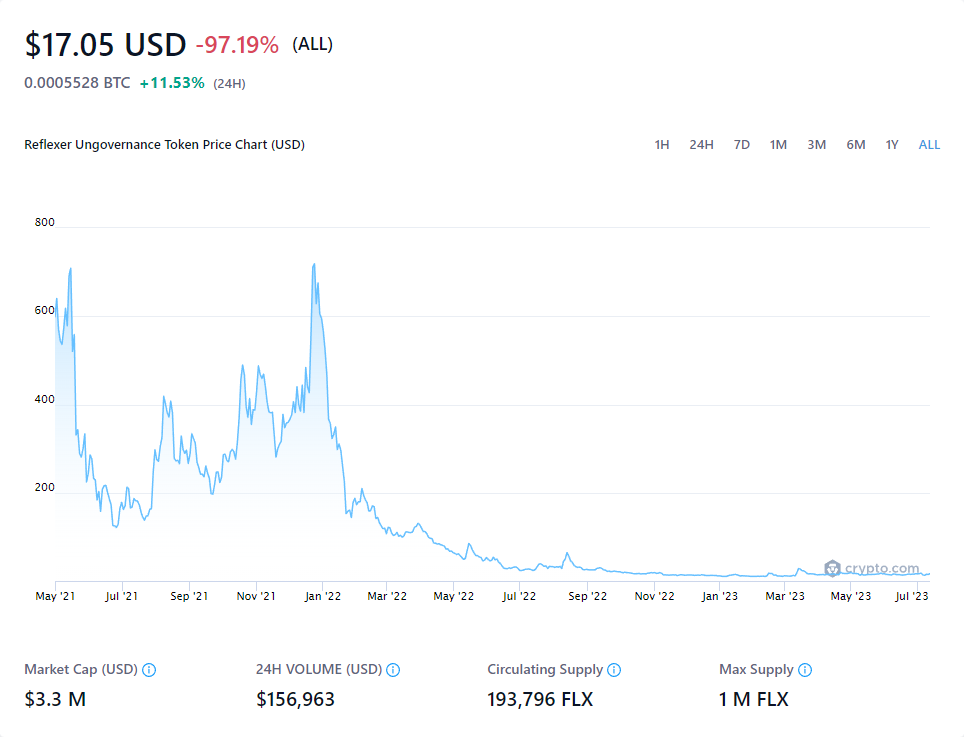 $17.05 USD -97.19% (ALL)
0.0005528 BTC +11.53% (24H)
Reflexer Ungovernance Token Price Chart (USD) 1H 24H 7D 1M 3M 6M 1Y ALL
800
600
400
200
crypto.com
May '21 Jul '21 Sep '21 Nov '21 Jan '22 Mar '22 May '22 Jul '22 Sep '22 Nov '22 Jan '23 Mar '23 May '23 Jul '23
Market Cap (USD) 24H VOLUME (USD) Circulating Supply Max Supply
$3.3 M $156,963 193,796 FLX 1 M FLX